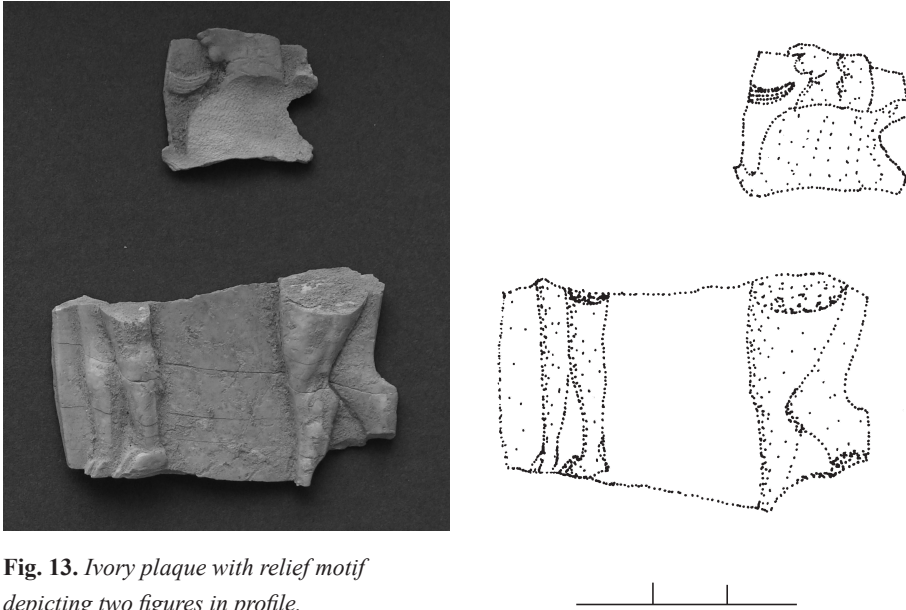 Fig. 13. Ivory plaque with relief motif
depicting two figures in profile.